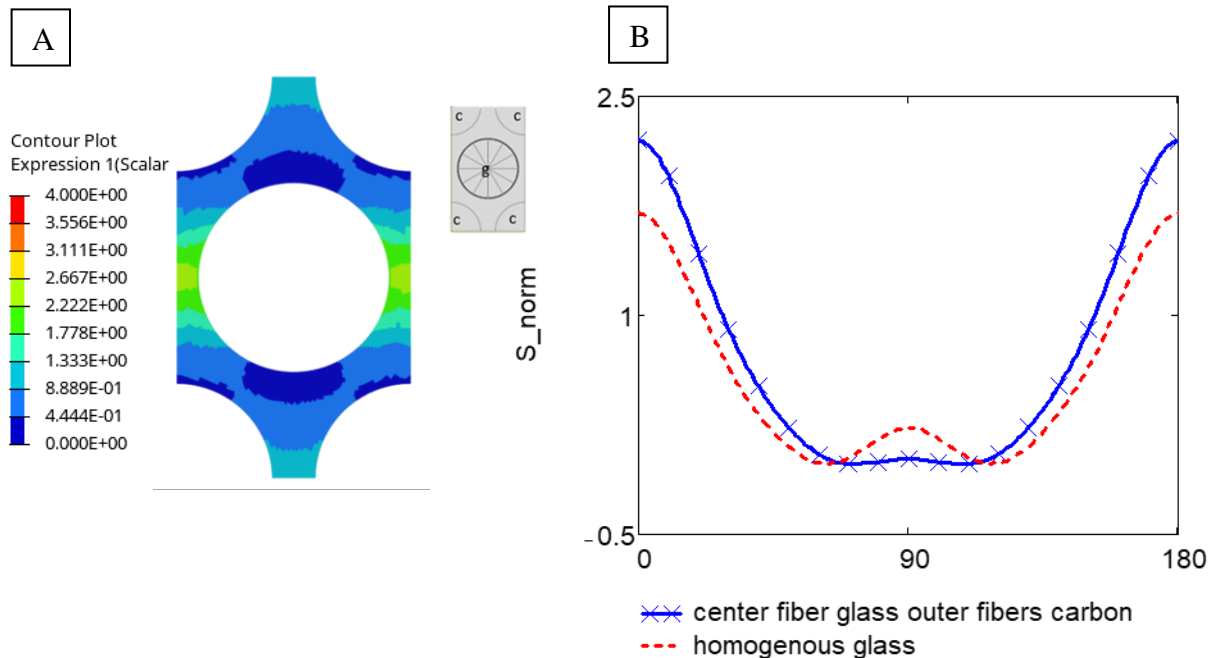 A
Contour Plot
Expression 1(Scalar
4.000E+00
3.556E+00
3.111E+00
2.667E+00
2.222E+00
1.778E+00
1.333E+00
8.889E-01
4.444E-01
0.000E+00
c c
g
c c
B
S_norm
2.5
1
-0.5
0 90 180
center fiber glass outer fibers carbon
homogenous glass